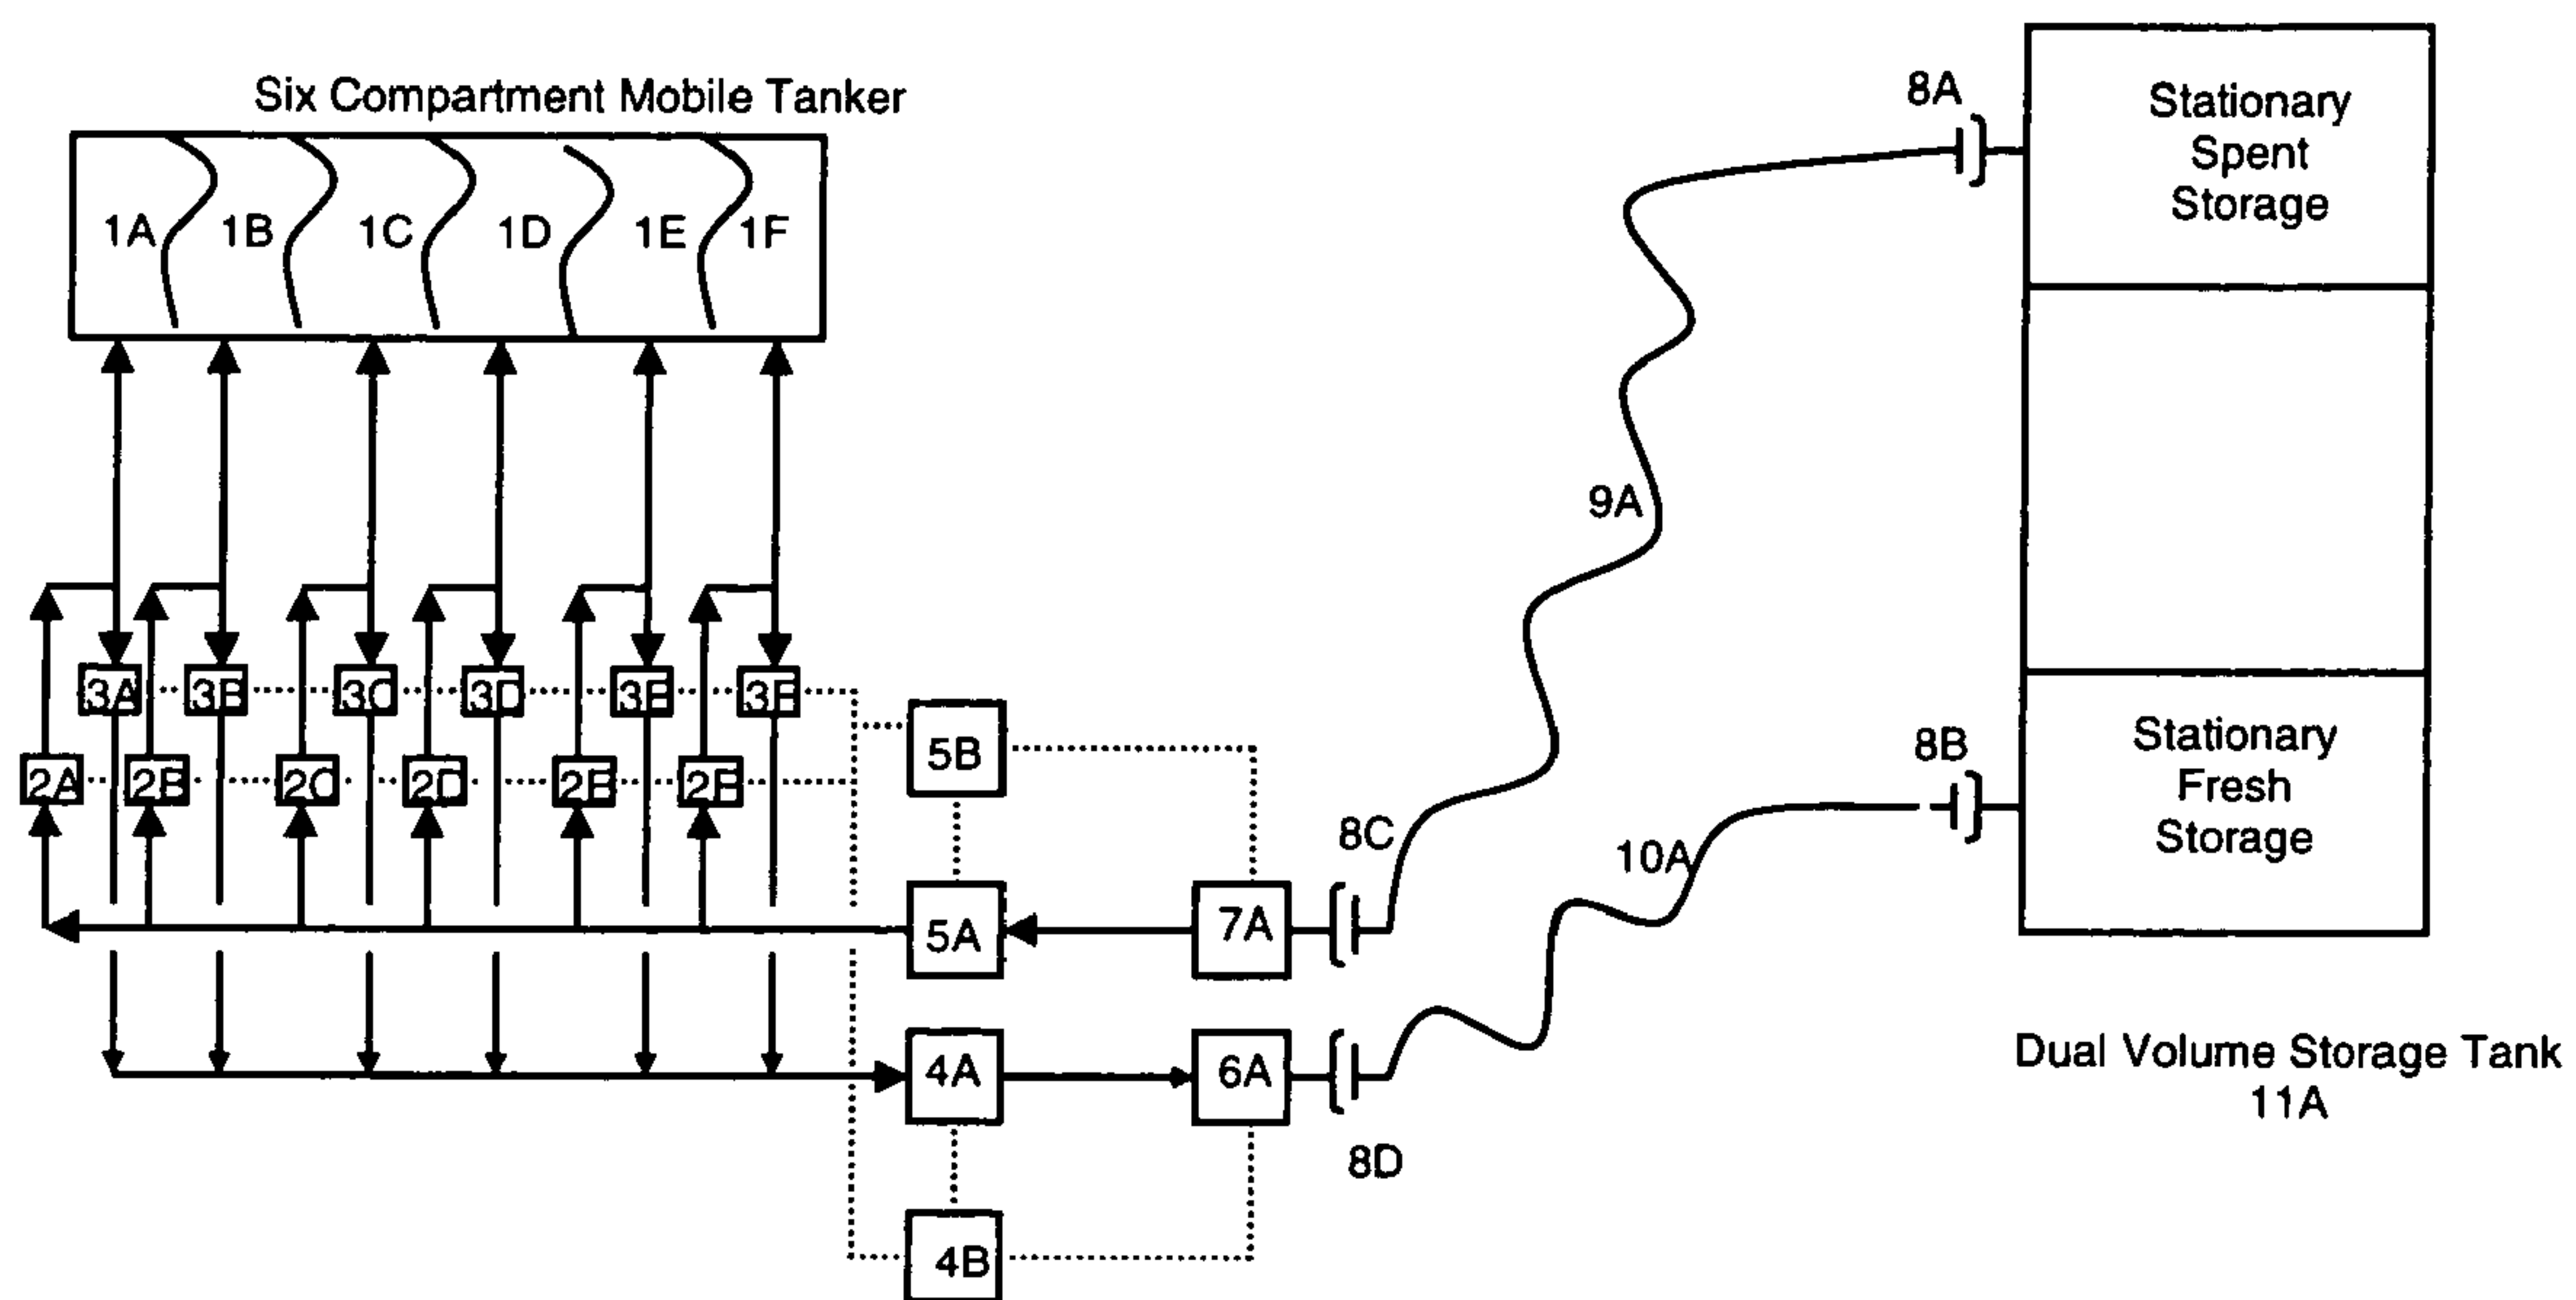 Six Compartment Mobile Tanker
1A 1B 1C 1D 1E 1F
8A
Stationary
Spent
Storage
9A
3A 3B 3C 3D 3E 3F
2A 2B 2C 2D 2E 2F
5B
8B
Stationary
Fresh
Storage
8C
10A
5A
7A
4A
6A
8D
4B
Dual Volume Storage Tank
11A